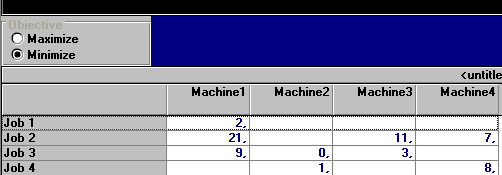 Objective
Maximize
Minimize
<untitle
Machine1 Machine2 Machine3 Machine4
Job 1 2,
Job 2 21, 11, 7,
Job 3 9, 0, 3,
Job 4 1, 8,